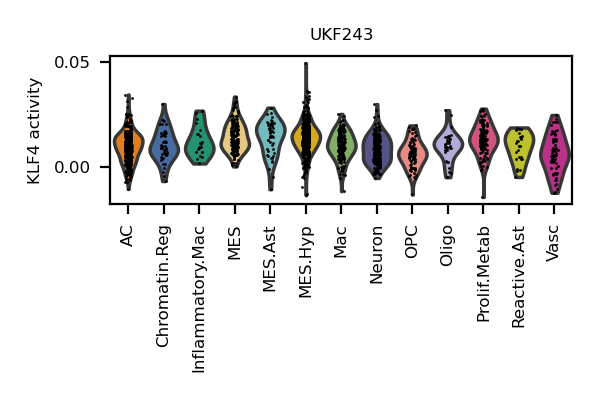 UKF243
KLF4 activity
0.05
0.00
AC
Chromatin.Reg
Inflammatory.Mac
MES
MES.Ast
MES.Hyp
Mac
Neuron
OPC
Oligo
Prolif.Metab
Reactive.Ast
Vasc